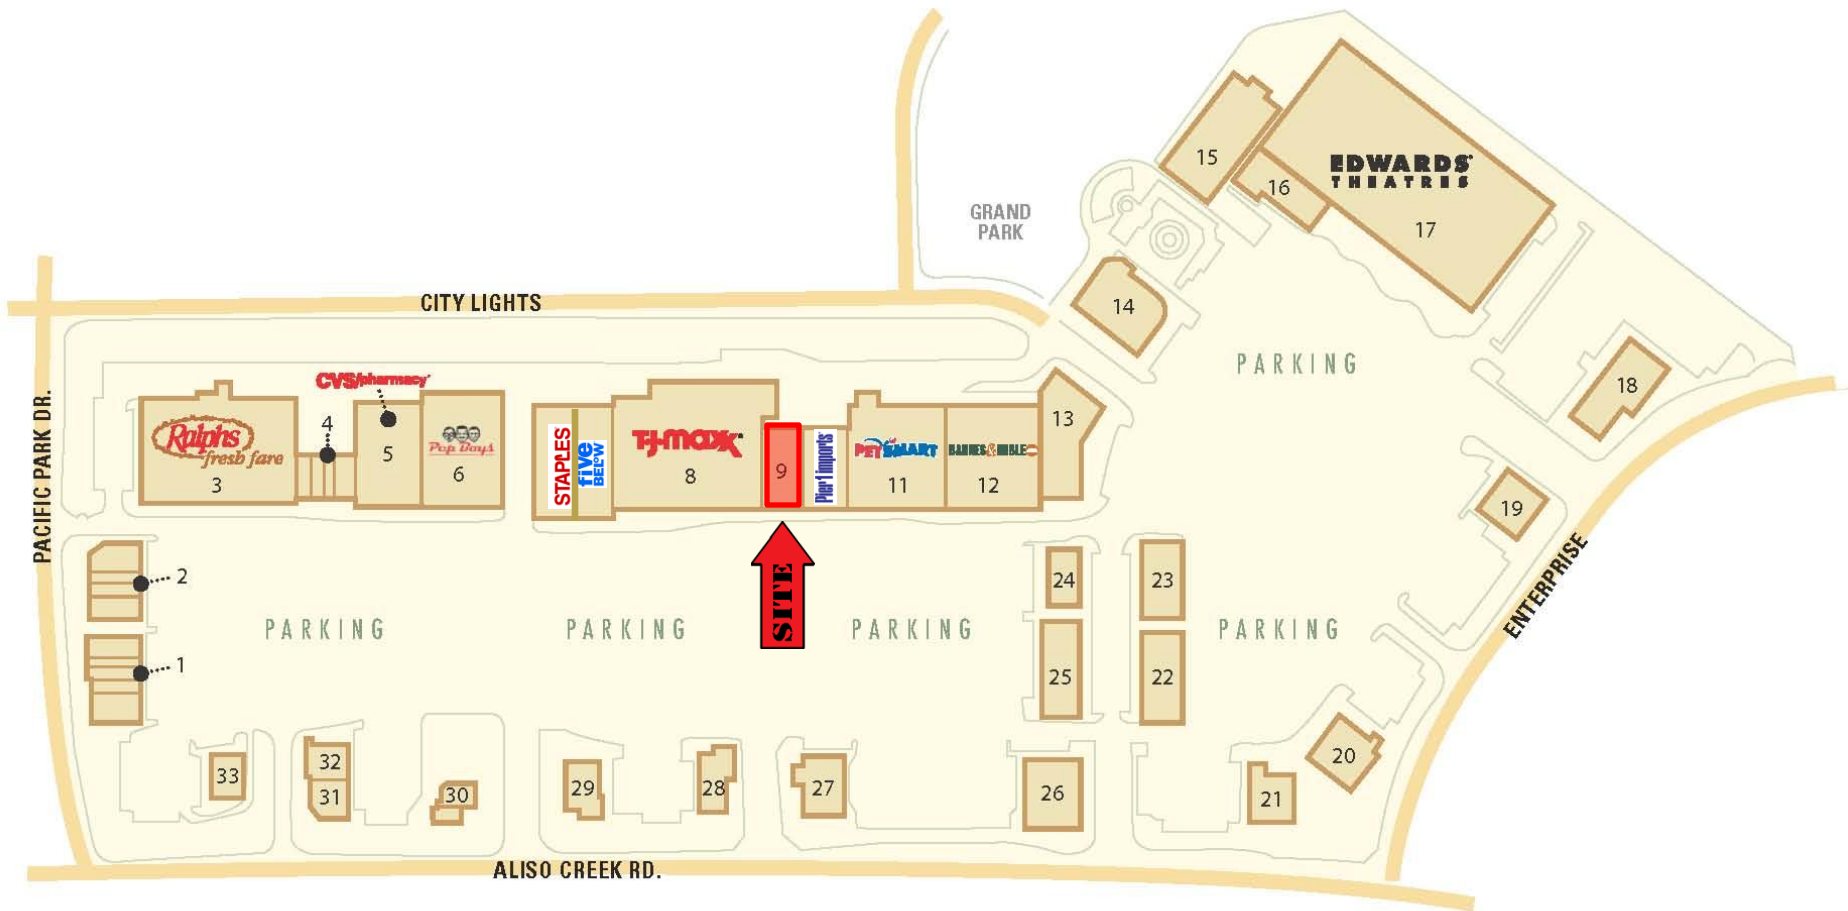 EDWARDS
THEATRES
15
16
17
GRAND
PARK
14
CITY LIGHTS
PARKING
18
PACIFIC PARK DR.
CVS/pharmacy
Ralphs
fresh fare
3
4
5
Pep Boys
6
STAPLES
five
BELOW
T·J·maxx
8
9
Pier 1 imports
PETSMART
11
BARNES & NOBLE
12
13
19
ENTERPRISE
SITE
2
1
24
23
PARKING
PARKING
PARKING
PARKING
25
22
33
32
31
30
29
28
27
26
21
20
ALISO CREEK RD.